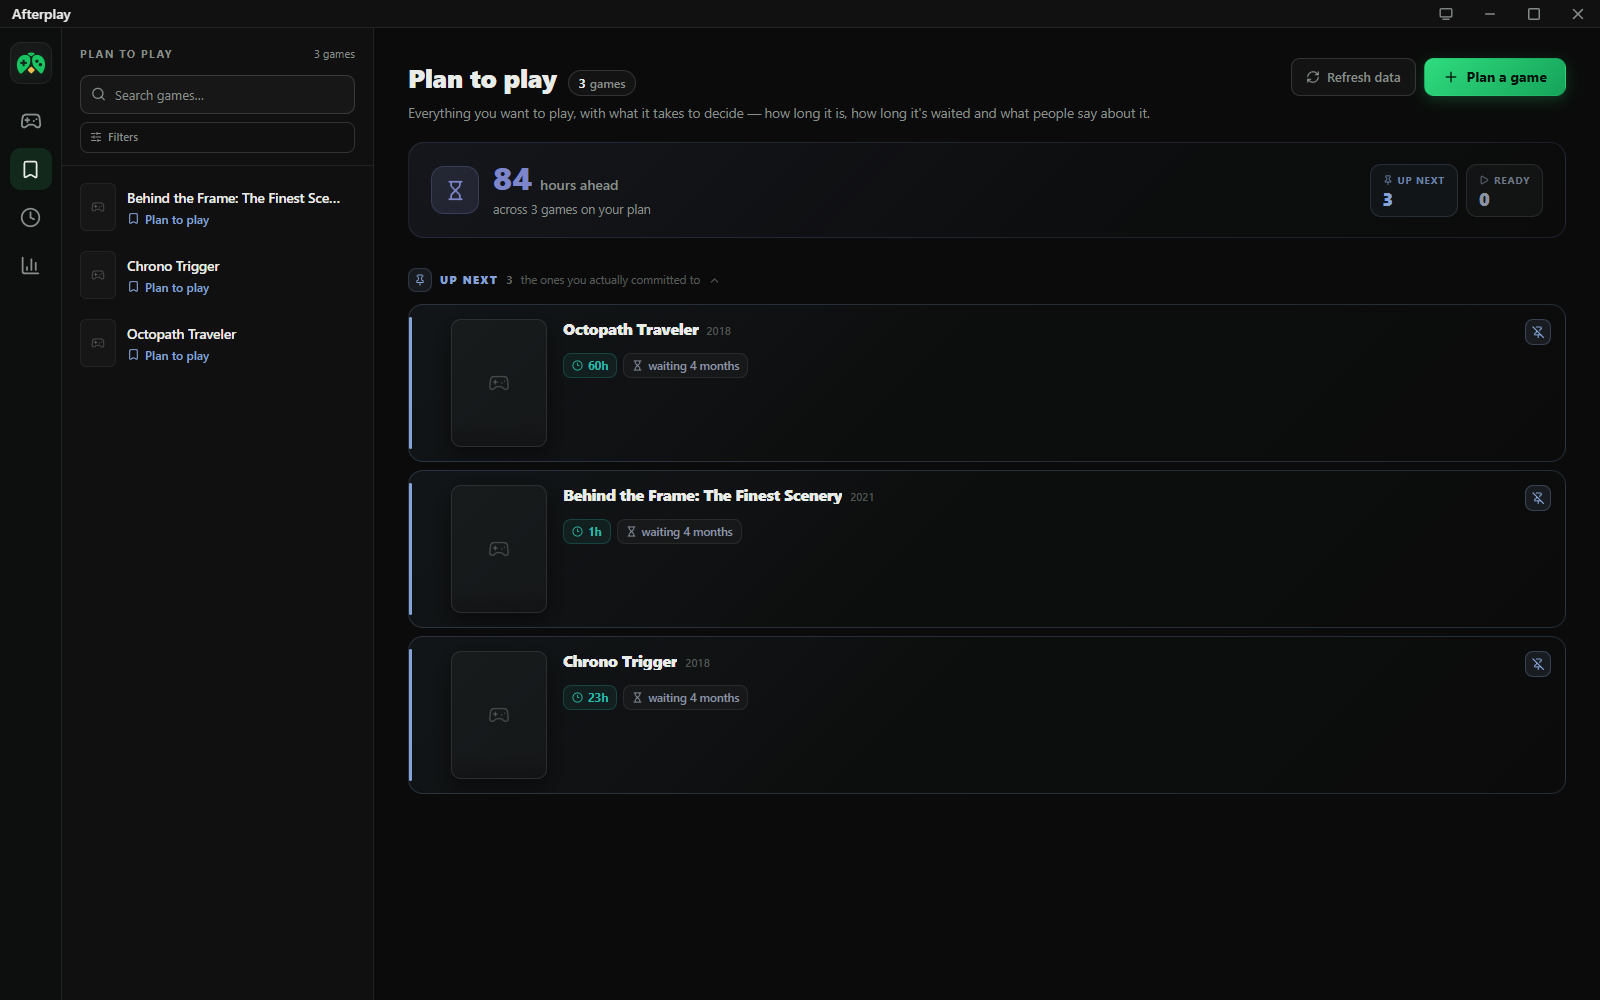 Afterplay
PLAN TO PLAY
3 games
Search games...
Filters
Behind the Frame: The Finest Sce...
Plan to play
Chrono Trigger
Plan to play
Octopath Traveler
Plan to play
Plan to play
3 games
Refresh data
Plan a game
Everything you want to play, with what it takes to decide — how long it is, how long it's waited and what people say about it.
84 hours ahead
across 3 games on your plan
UP NEXT
3
READY
0
UP NEXT 3 the ones you actually committed to
Octopath Traveler 2018
60h
waiting 4 months
Behind the Frame: The Finest Scenery 2021
1h
waiting 4 months
Chrono Trigger 2018
23h
waiting 4 months